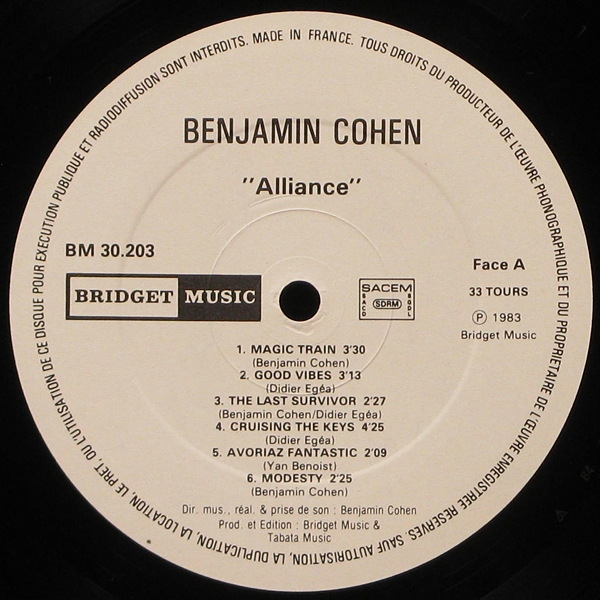 TOUS DROITS DU PRODUCTEUR DE L'ŒUVRE PHONOGRAPHIQUE ET DU PROPRIETAIRE DE L'ŒUVRE ENREGISTREE RESERVES. SAUF AUTORISATION, LA DUPLICATION, LA LOCATION, LE PRET, OU L'UTILISATION DE CE DISQUE POUR EXECUTION PUBLIQUE ET RADIODIFFUSION SONT INTERDITS. MADE IN FRANCE.
BENJAMIN COHEN
"Alliance"
BM 30.203
BRIDGET MUSIC
SACEM
SACD
SDRM
SGDL
Face A
33 TOURS
Ⓟ 1983
Bridget Music
1. MAGIC TRAIN 3'30
(Benjamin Cohen)
2. GOOD VIBES 3'13
(Didier Egéa)
3. THE LAST SURVIVOR 2'27
(Benjamin Cohen/Didier Egéa)
4. CRUISING THE KEYS 4'25
(Didier Egéa)
5. AVORIAZ FANTASTIC 2'09
(Yan Benoist)
6. MODESTY 2'25
(Benjamin Cohen)
Dir. mus., réal. & prise de son : Benjamin Cohen
Prod. et Edition : Bridget Music &
Tabata Music